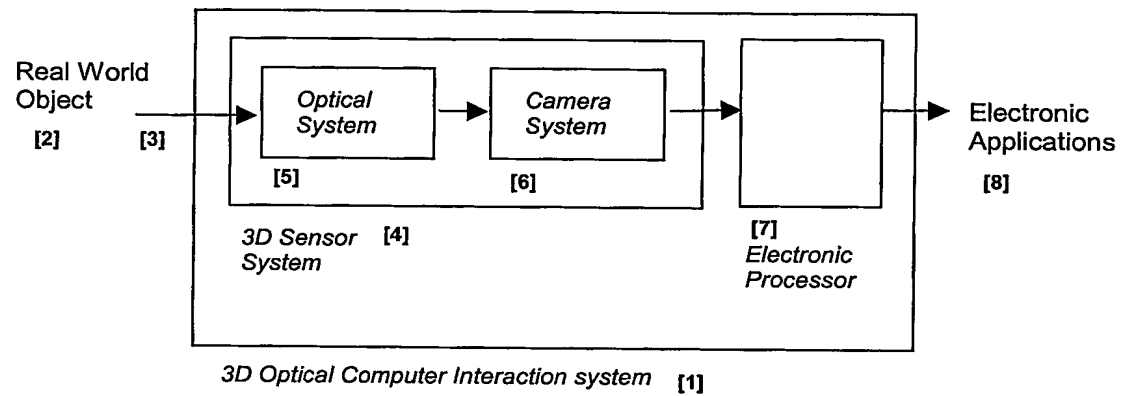 Real World
Object
[2]
[3]
Optical
System
[5]
Camera
System
[6]
3D Sensor [4]
System
[7]
Electronic
Processor
Electronic
Applications
[8]
3D Optical Computer Interaction system [1]